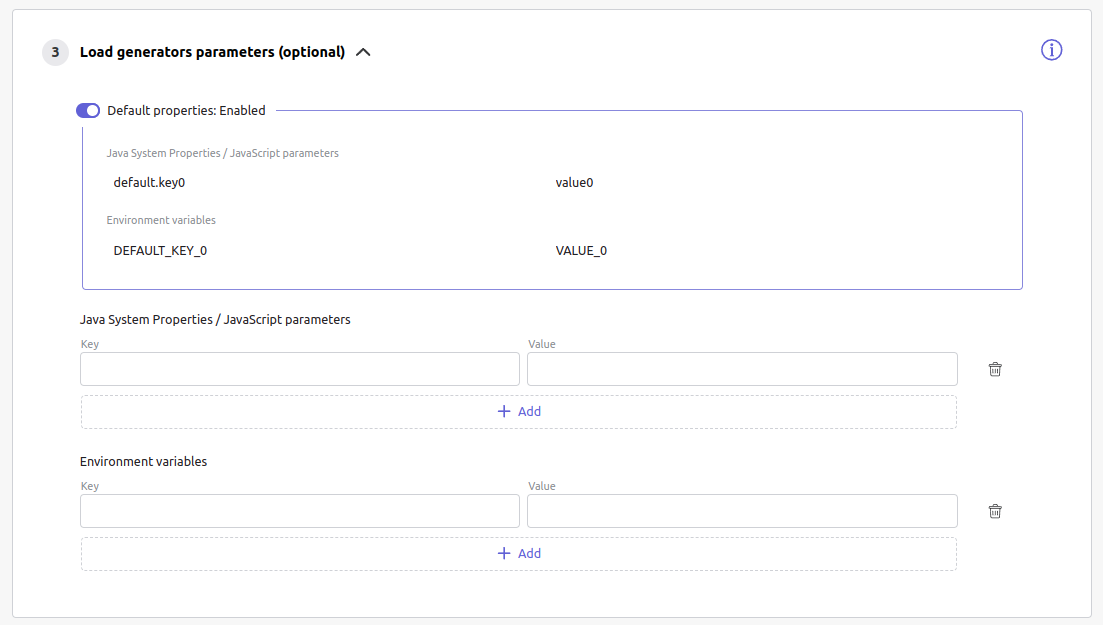 3 Load generators parameters (optional)
Default properties: Enabled
Java System Properties / JavaScript parameters
default.key0 value0
Environment variables
DEFAULT_KEY_0 VALUE_0
Java System Properties / JavaScript parameters
Key Value
+ Add
Environment variables
Key Value
+ Add